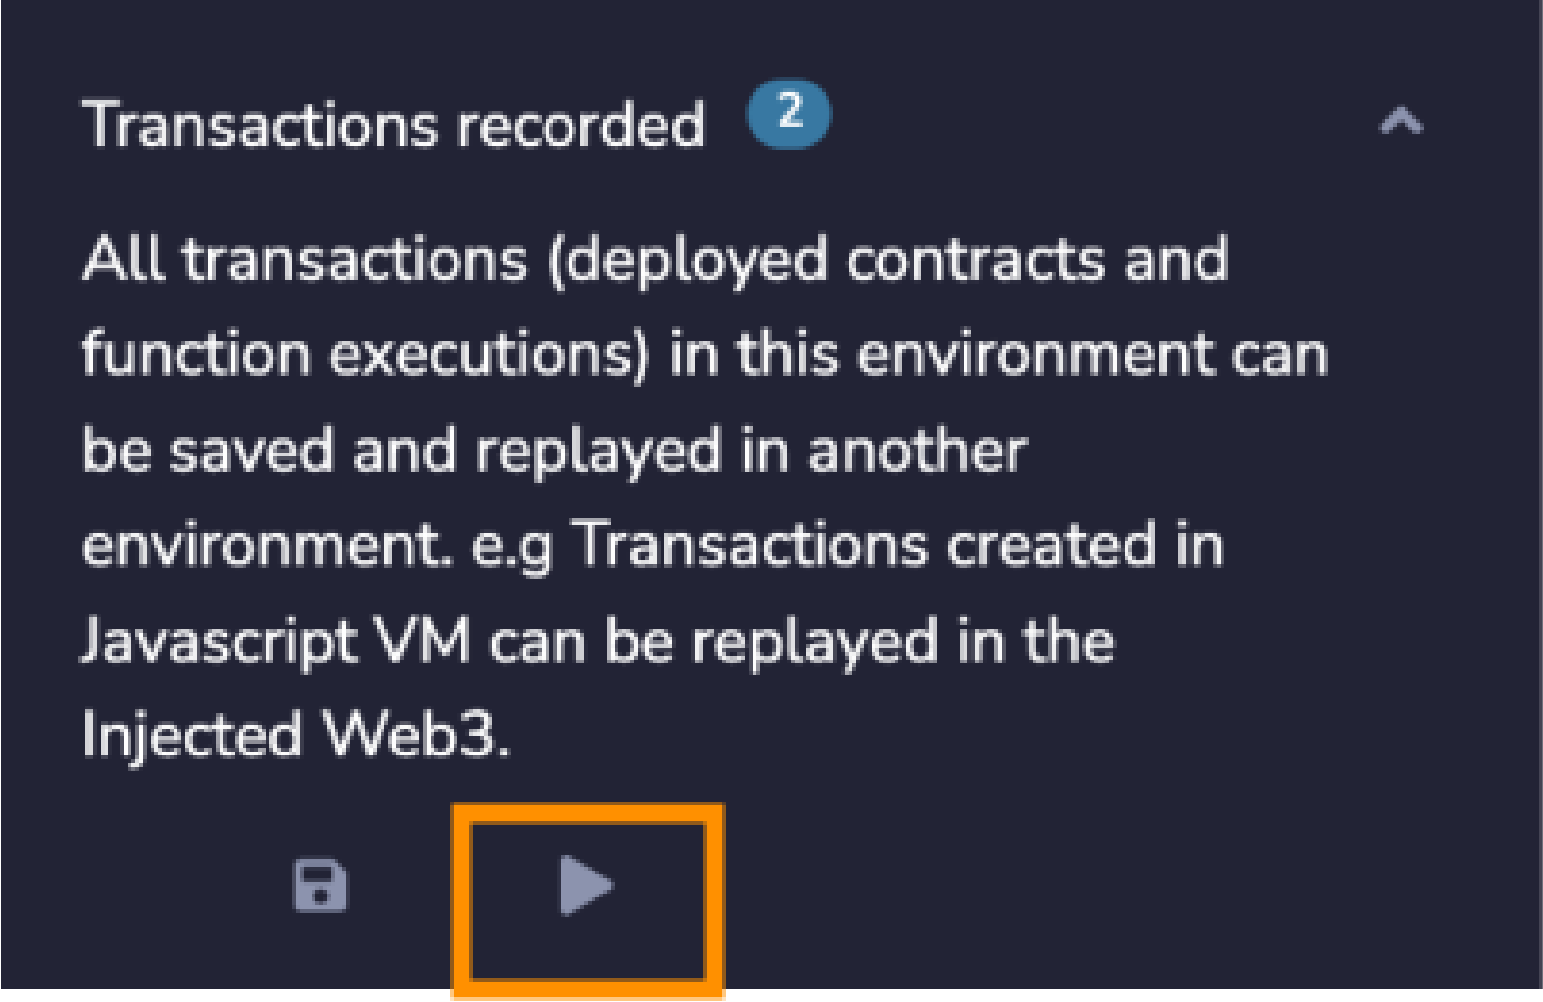 Transactions recorded 2
All transactions (deployed contracts and
function executions) in this environment can
be saved and replayed in another
environment. e.g Transactions created in
Javascript VM can be replayed in the
Injected Web3.